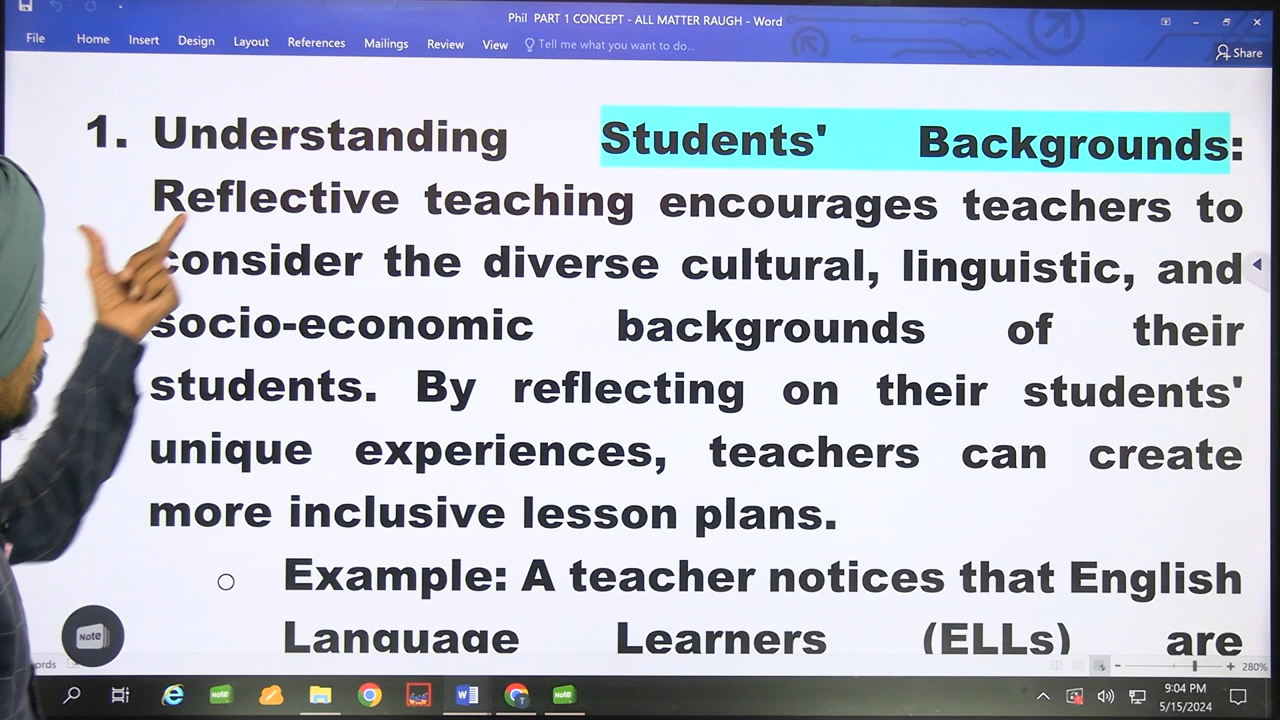 Phil PART 1 CONCEPT - ALL MATTER RAUGH - Word
File Home Insert Design Layout References Mailings Review View Tell me what you want to do... Share
1. Understanding Students' Backgrounds:
Reflective teaching encourages teachers to
consider the diverse cultural, linguistic, and
socio-economic backgrounds of their
students. By reflecting on their students'
unique experiences, teachers can create
more inclusive lesson plans.
Example: A teacher notices that English
Language Learners (ELLs) are
Note
280%
Note
Note
9:04 PM
5/15/2024